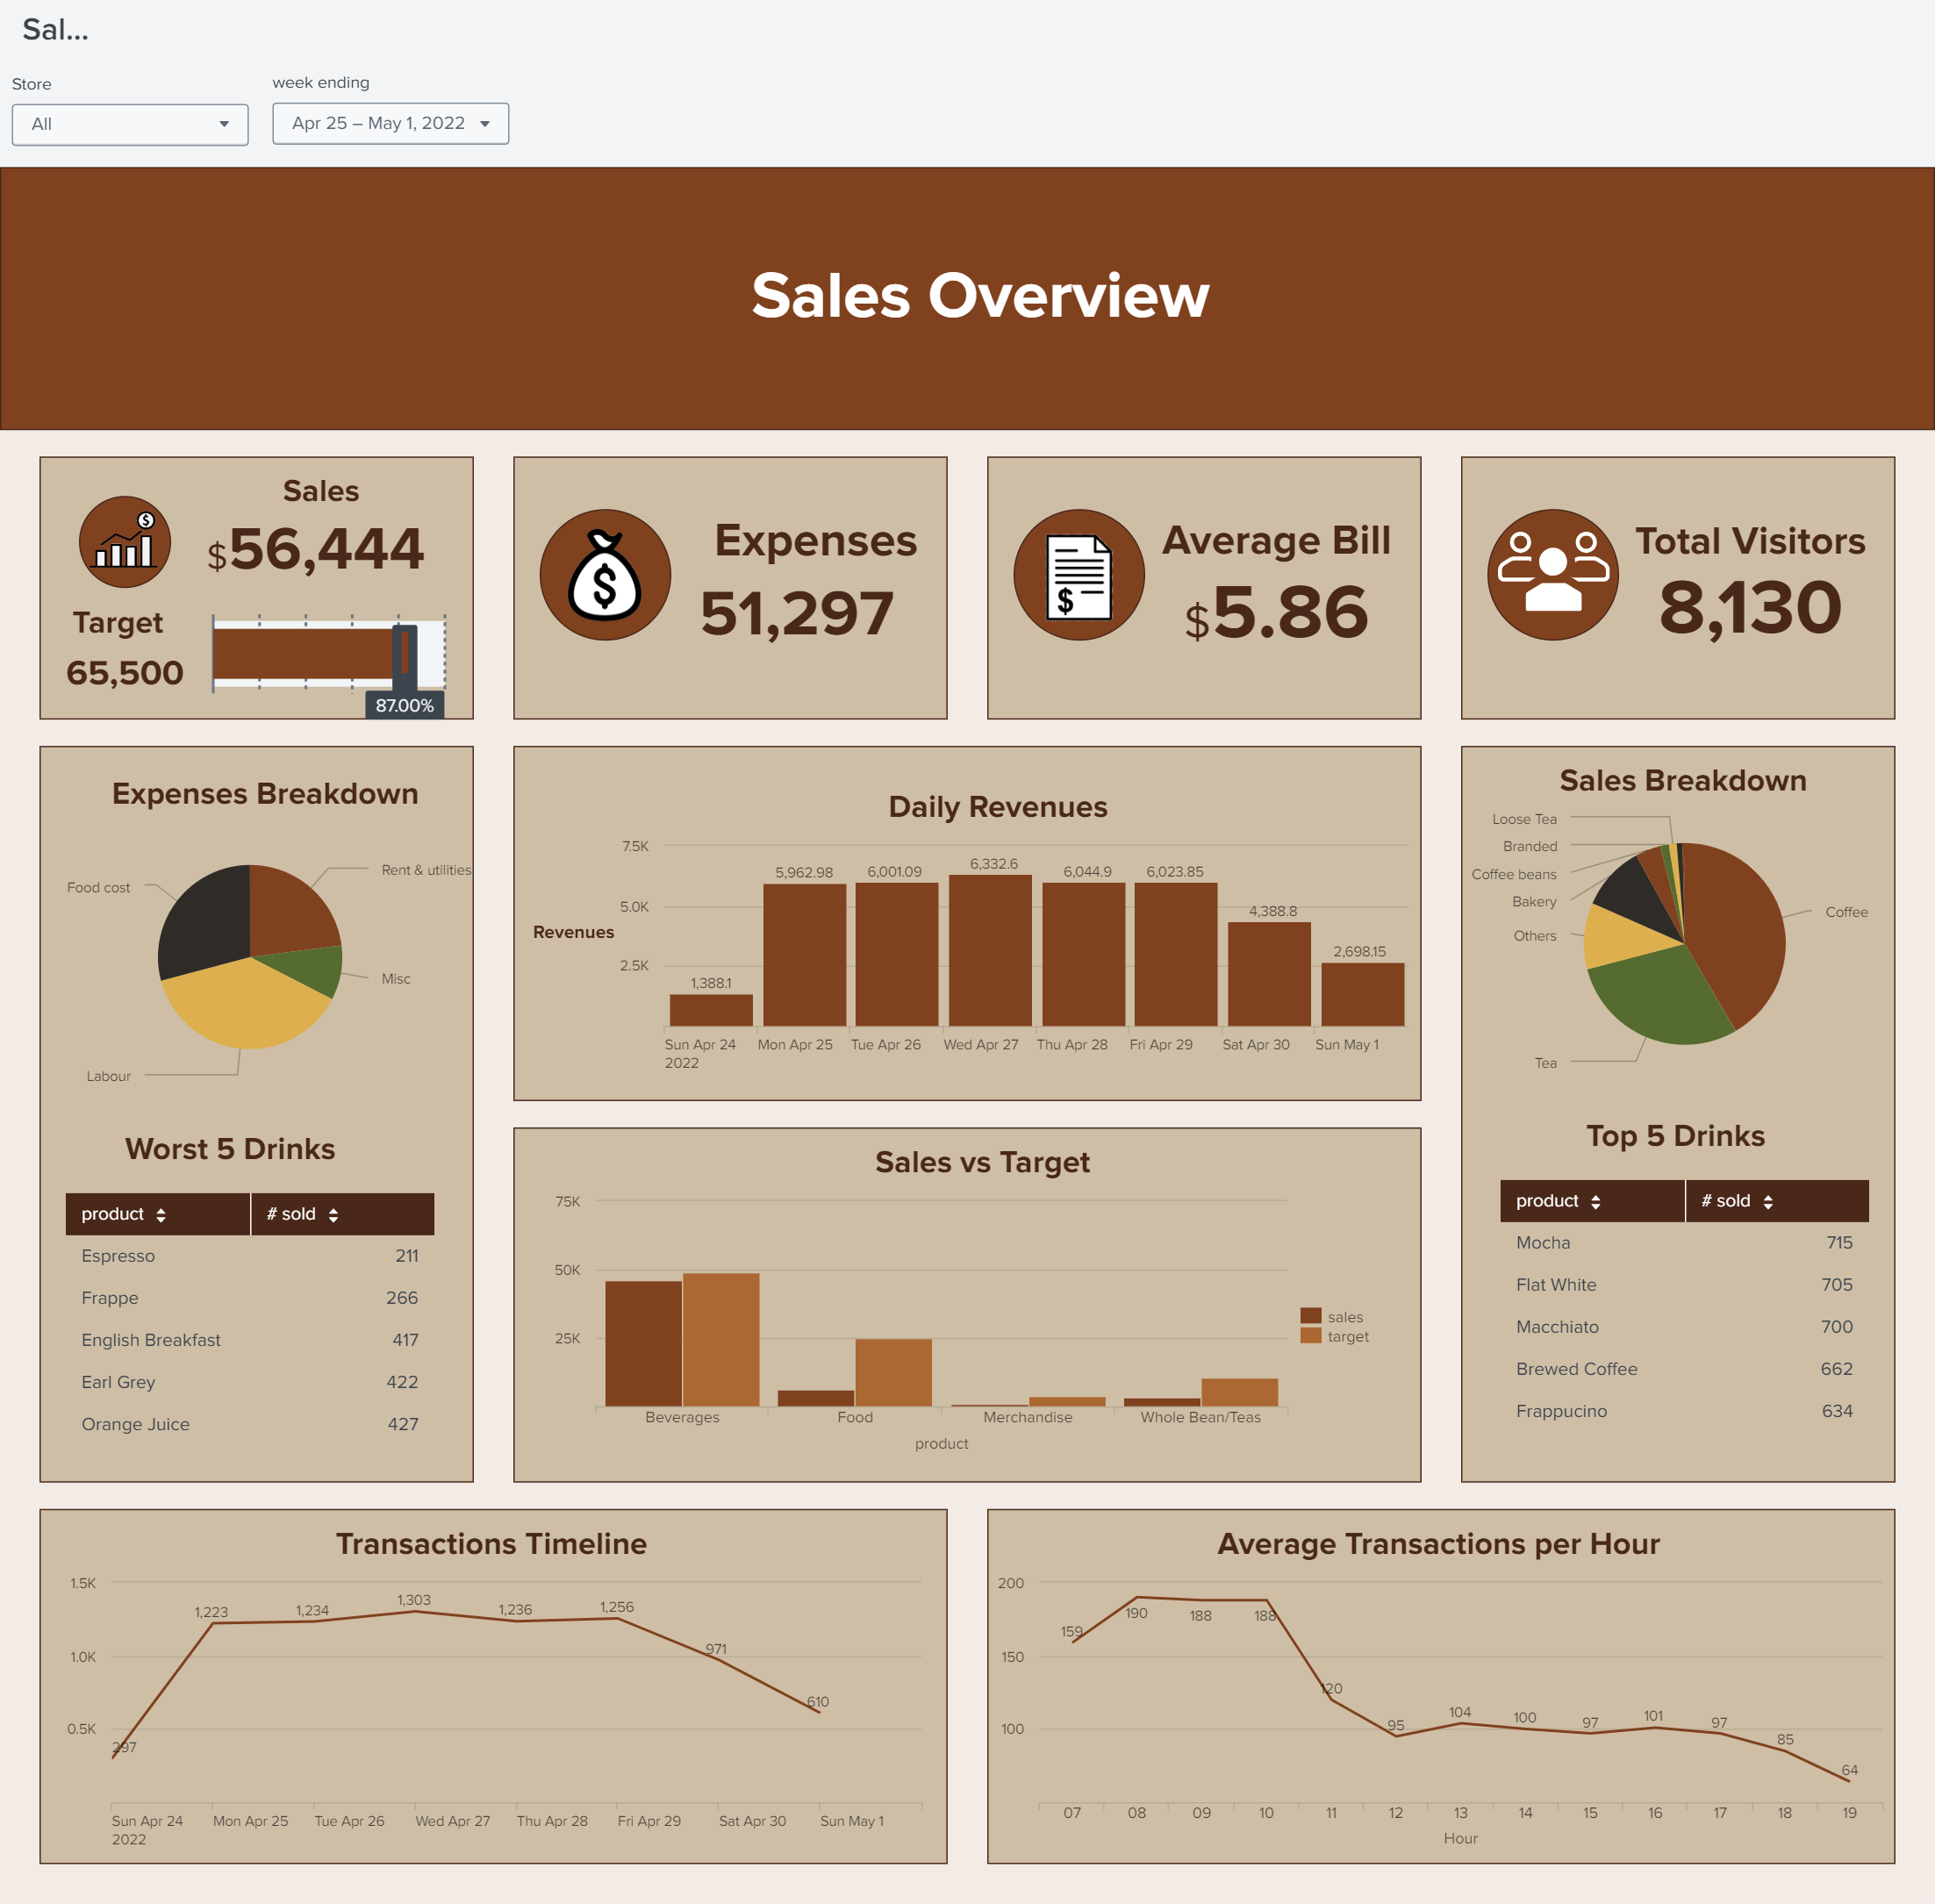 Sal...
Store
week ending
All
Apr 25 – May 1, 2022
Sales Overview
Sales
$56,444
Target
65,500
87.00%
Expenses
51,297
Average Bill
$5.86
$
Total Visitors
8,130
Expenses Breakdown
Food cost
Rent & utilities
Misc
Labour
Worst 5 Drinks
product # sold
Espresso 211
Frappe 266
English Breakfast 417
Earl Grey 422
Orange Juice 427
Daily Revenues
Revenues
7.5K
5.0K
2.5K
1,388.1
5,962.98
6,001.09
6,332.6
6,044.9
6,023.85
4,388.8
2,698.15
Sun Apr 24 Mon Apr 25 Tue Apr 26 Wed Apr 27 Thu Apr 28 Fri Apr 29 Sat Apr 30 Sun May 1
2022
Sales vs Target
75K
50K
25K
sales
target
Beverages Food Merchandise Whole Bean/Teas
product
Sales Breakdown
Loose Tea
Branded
Coffee beans
Bakery
Others
Coffee
Tea
Top 5 Drinks
product # sold
Mocha 715
Flat White 705
Macchiato 700
Brewed Coffee 662
Frappucino 634
Transactions Timeline
1.5K
1.0K
0.5K
297
1,223
1,234
1,303
1,236
1,256
971
610
Sun Apr 24 Mon Apr 25 Tue Apr 26 Wed Apr 27 Thu Apr 28 Fri Apr 29 Sat Apr 30 Sun May 1
2022
Average Transactions per Hour
200
150
100
159
190
188
188
120
95
104
100
97
101
97
85
64
07 08 09 10 11 12 13 14 15 16 17 18 19
Hour